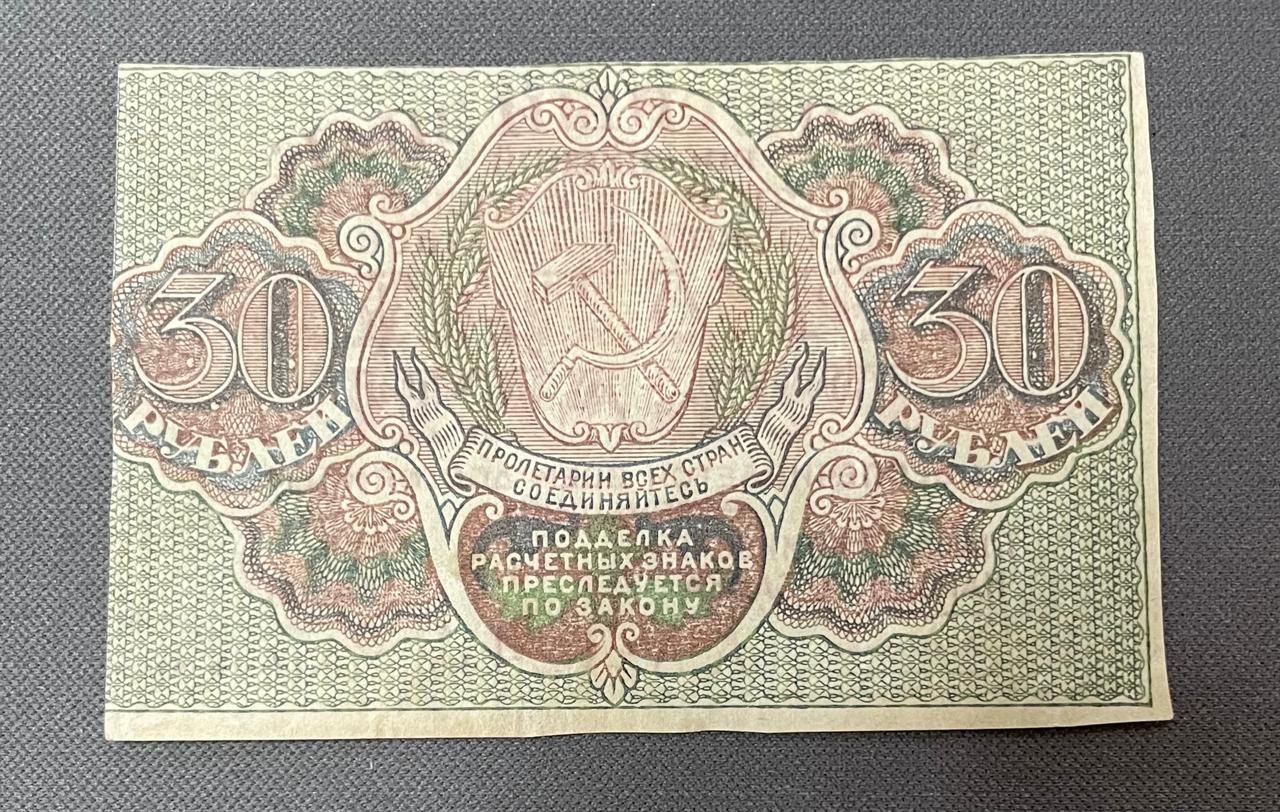 30
РУБЛЕЙ
30
РУБЛЕЙ
ПРОЛЕТАРИИ ВСЕХ СТРАН
СОЕДИНЯЙТЕСЬ
ПОДДЕЛКА
РАСЧЕТНЫХ ЗНАКОВ
ПРЕСЛЕДУЕТСЯ
ПО ЗАКОНУ